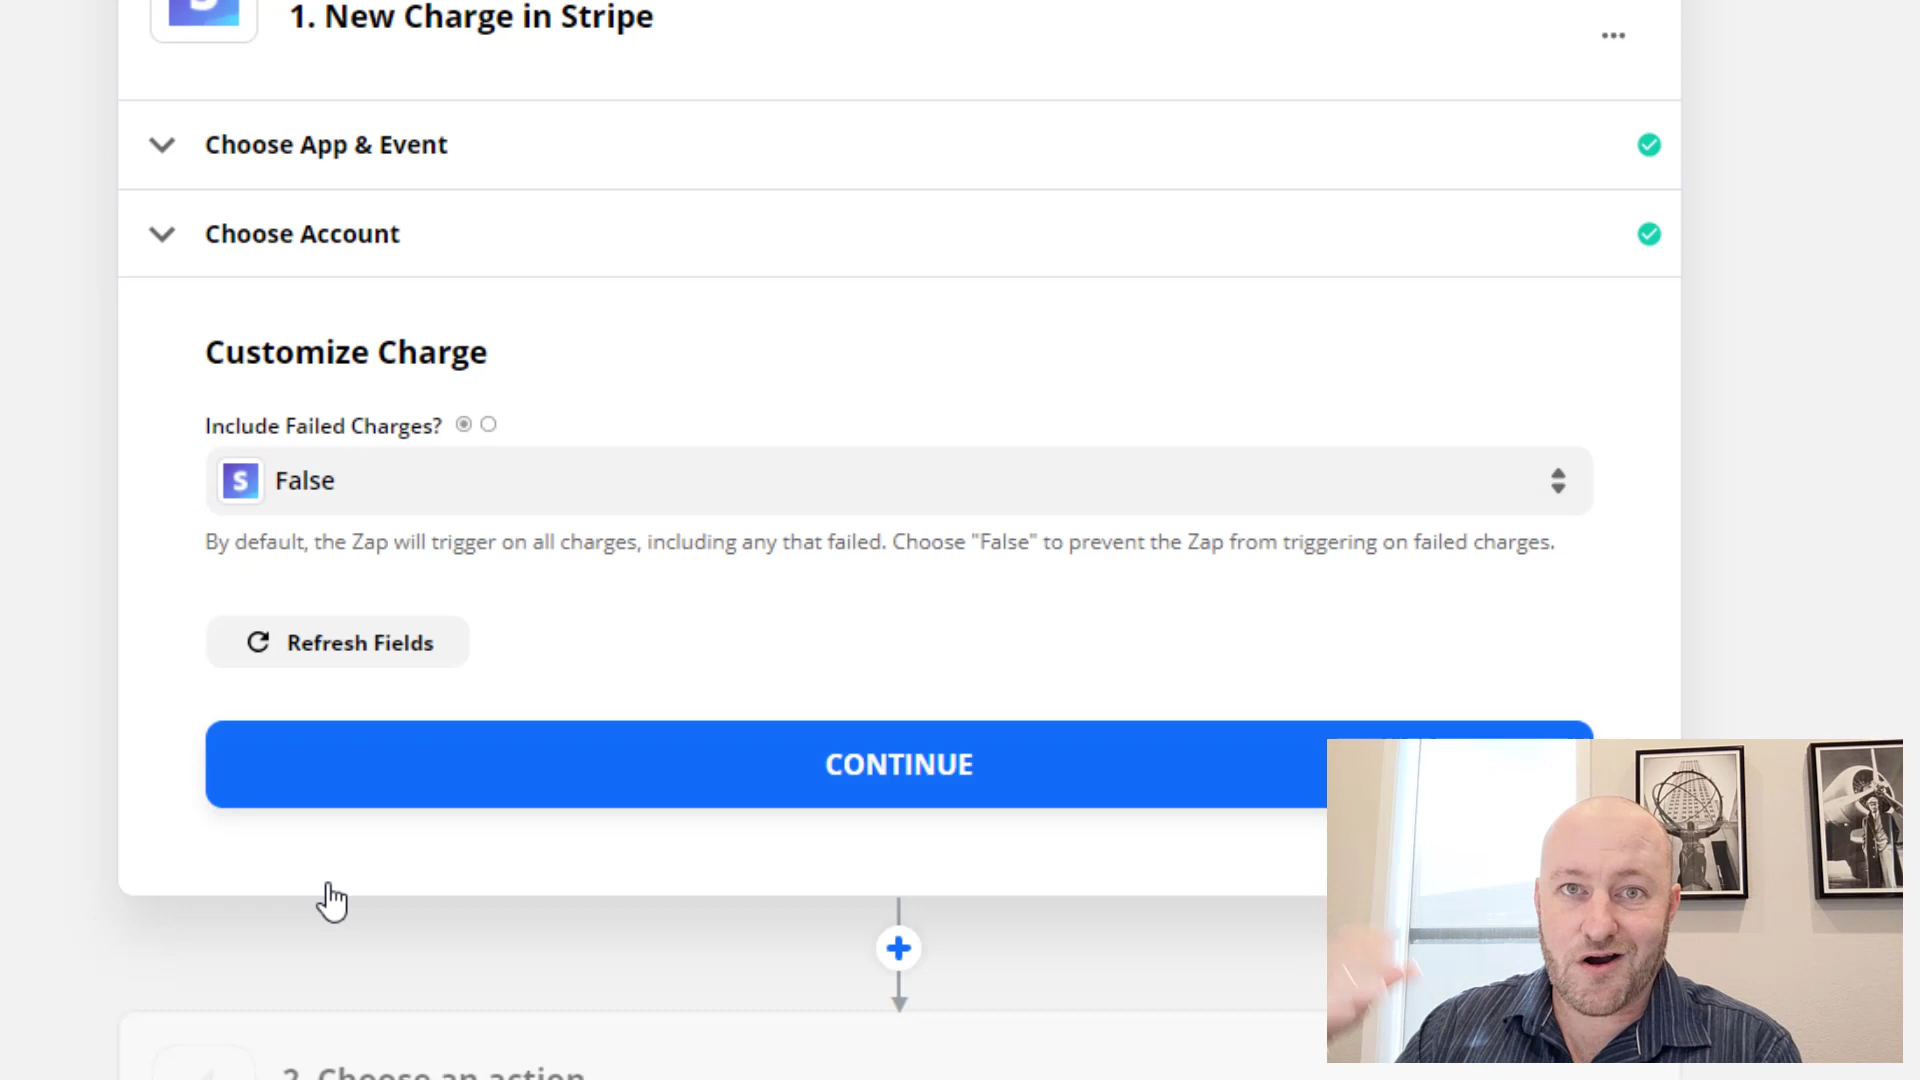 1. New Charge in Stripe
Choose App & Event
Choose Account
Customize Charge
Include Failed Charges?
S False
By default, the Zap will trigger on all charges, including any that failed. Choose "False" to prevent the Zap from triggering on failed charges.
Refresh Fields
CONTINUE
2. Choose an action